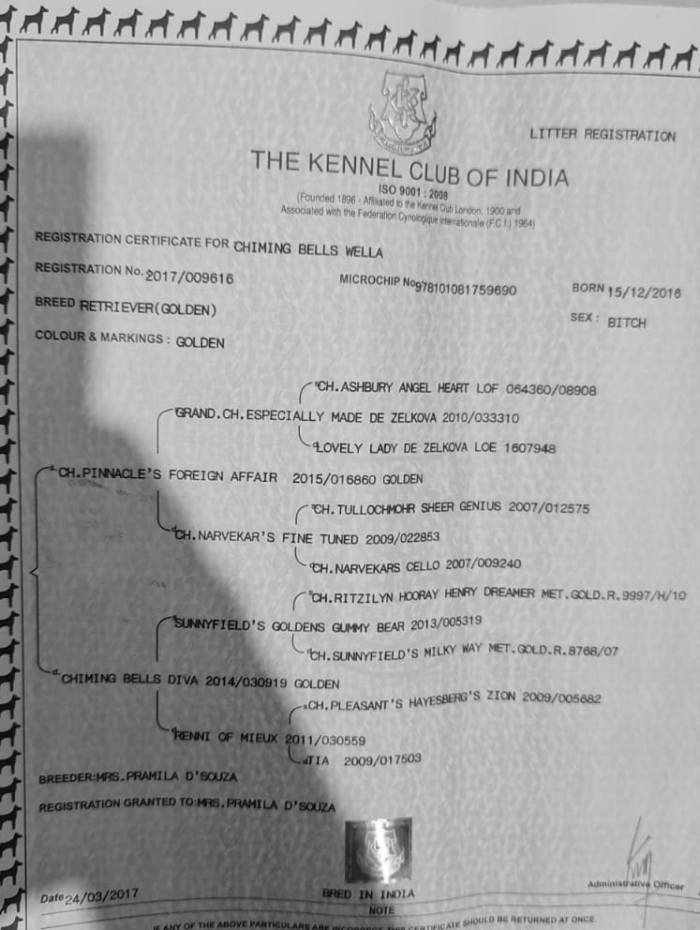 LITTER REGISTRATION
THE KENNEL CLUB OF INDIA
ISO 9001 : 2008
(Founded 1896 - Affiliated to the Kennel Club London, 1900 and
Associated with the Federation Cynologique Internationale (F.C.I.) 1964)
REGISTRATION CERTIFICATE FOR CHIMING BELLS WELLA
REGISTRATION No. 2017/009616 MICROCHIP No 978101081759690 BORN 15/12/2016
BREED RETRIEVER(GOLDEN) SEX : BITCH
COLOUR & MARKINGS : GOLDEN
CH.ASHBURY ANGEL HEART LOF 064360/08908
GRAND.CH.ESPECIALLY MADE DE ZELKOVA 2010/033310
LOVELY LADY DE ZELKOVA LOE 1607948
CH.PINNACLE'S FOREIGN AFFAIR 2015/016860 GOLDEN
CH.TULLOCHMOHR SHEER GENIUS 2007/012575
CH.NARVEKAR'S FINE TUNED 2009/022853
CH.NARVEKARS CELLO 2007/009240
CH.RITZILYN HOORAY HENRY DREAMER MET.GOLD.R.9997/H/10
SUNNYFIELD'S GOLDENS GUMMY BEAR 2013/005319
CH.SUNNYFIELD'S MILKY WAY MET.GOLD.R.8768/07
CHIMING BELLS DIVA 2014/030919 GOLDEN
CH.PLEASANT'S HAYESBERG'S ZION 2009/005682
RENNI OF MIEUX 2011/030559
TIA 2009/017503
BREEDER:MRS.PRAMILA D'SOUZA
REGISTRATION GRANTED TO:MRS.PRAMILA D'SOUZA
Administrative Officer
Date 24/03/2017 BRED IN INDIA
NOTE
IF ANY OF THE ABOVE PARTICULARS ARE INCORRECT, THIS CERTIFICATE SHOULD BE RETURNED AT ONCE.